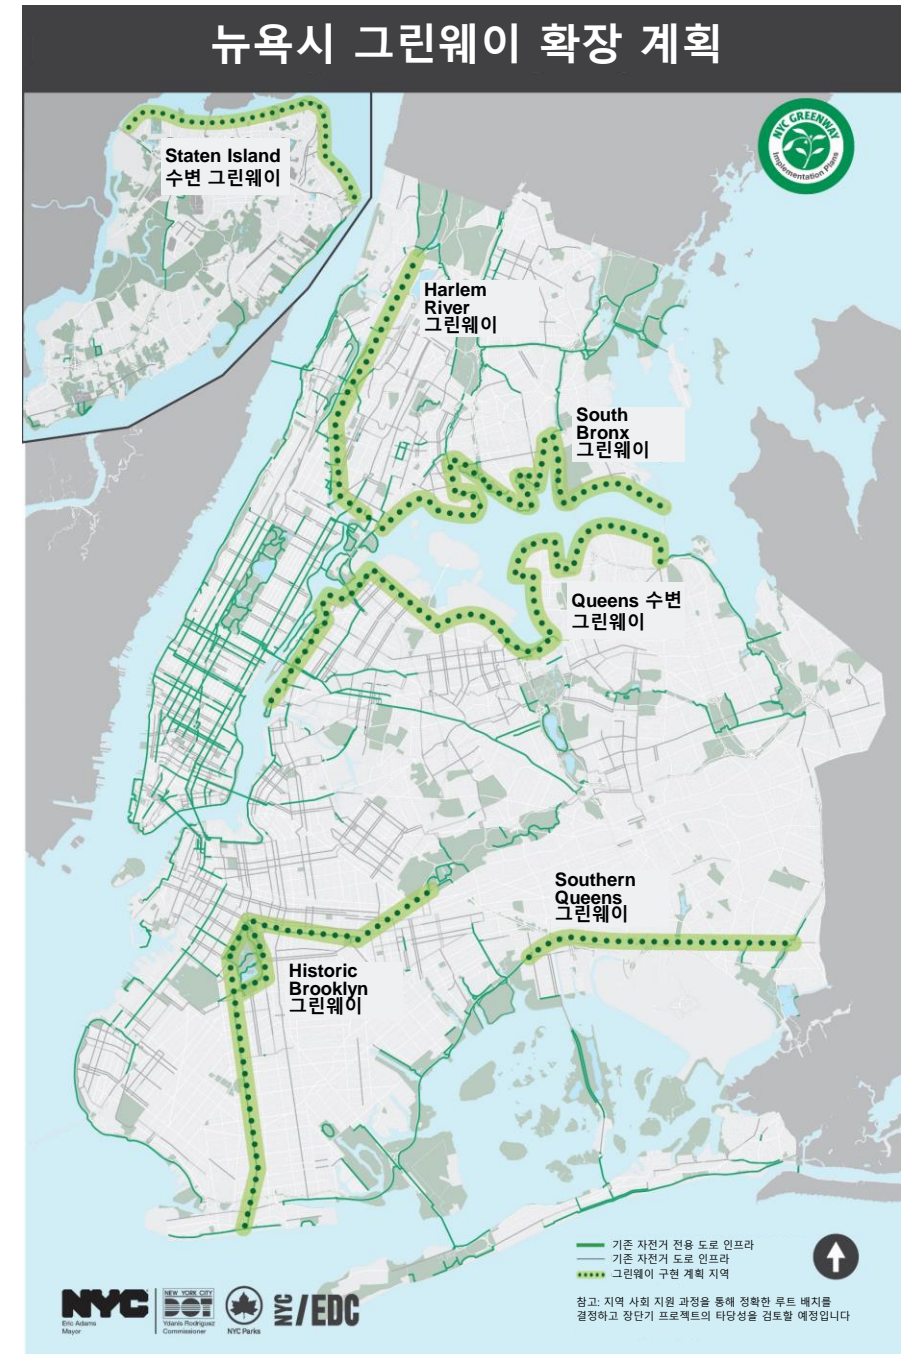 뉴욕시 그린웨이 확장 계획
NYC GREENWAY
Implementation Plans
Staten Island
수변 그린웨이
Harlem
River
그린웨이
South
Bronx
그린웨이
Queens 수변
그린웨이
Southern
Queens
그린웨이
Historic
Brooklyn
그린웨이
기존 자전거 전용 도로 인프라
기존 자전거 도로 인프라
그린웨이 구현 계획 지역
참고: 지역 사회 지원 과정을 통해 정확한 루트 배치를
결정하고 장단기 프로젝트의 타당성을 검토할 예정입니다
NYC
Eric Adams
Mayor
NEW YORK CITY
DOT
Ydanis Rodriguez
Commissioner
NYC Parks
NYC/EDC